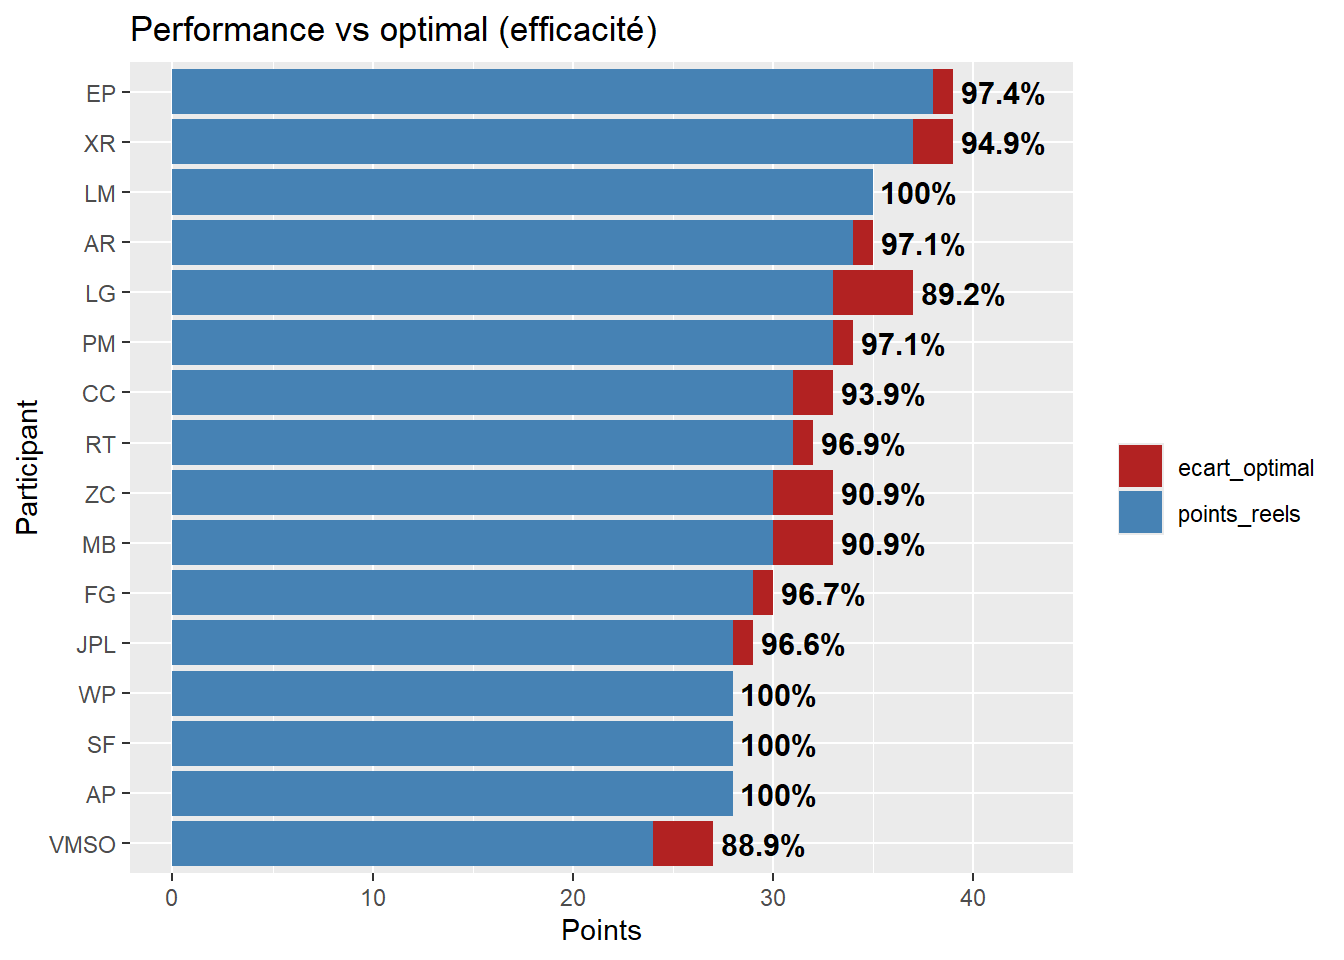 Performance vs optimal (efficacité)
Participant
EP 97.4%
XR 94.9%
LM 100%
AR 97.1%
LG 89.2%
PM 97.1%
CC 93.9%
RT 96.9%
ZC 90.9%
MB 90.9%
FG 96.7%
JPL 96.6%
WP 100%
SF 100%
AP 100%
VMSO 88.9%
0 10 20 30 40
Points
ecart_optimal
points_reels